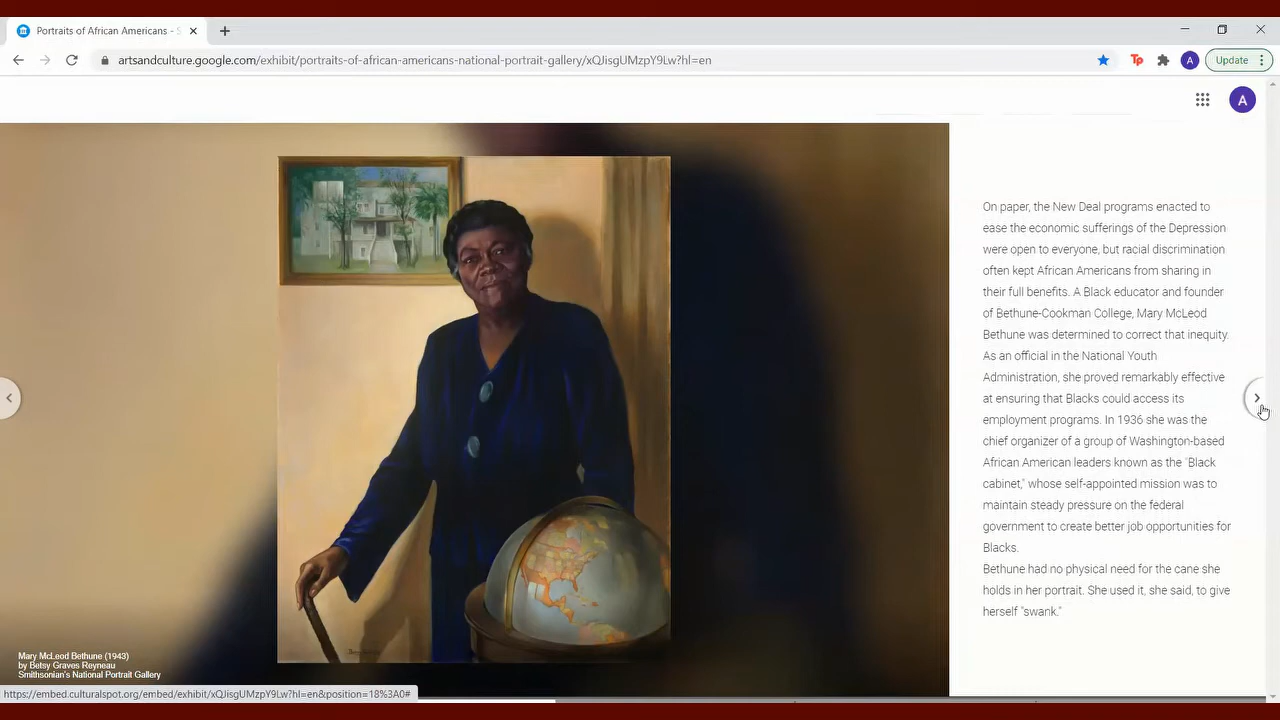 Portraits of African Americans - S
artsandculture.google.com/exhibit/portraits-of-african-americans-national-portrait-gallery/xQJisgUMzpY9Lw?hl=en
Tp
A
Update
A
On paper, the New Deal programs enacted to
ease the economic sufferings of the Depression
were open to everyone, but racial discrimination
often kept African Americans from sharing in
their full benefits. A Black educator and founder
of Bethune-Cookman College, Mary McLeod
Bethune was determined to correct that inequity.
As an official in the National Youth
Administration, she proved remarkably effective
at ensuring that Blacks could access its
employment programs. In 1936 she was the
chief organizer of a group of Washington-based
African American leaders known as the "Black
cabinet," whose self-appointed mission was to
maintain steady pressure on the federal
government to create better job opportunities for
Blacks.
Bethune had no physical need for the cane she
holds in her portrait. She used it, she said, to give
herself "swank."
Mary McLeod Bethune (1943)
by Betsy Graves Reyneau
Smithsonian's National Portrait Gallery
https://embed.culturalspot.org/embed/exhibit/xQJisgUMzpY9Lw?hl=en&position=18%3A0#